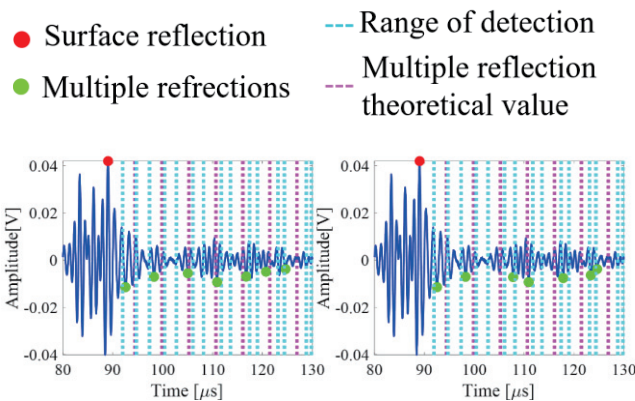 Surface reflection
Multiple refrections
Range of detection
Multiple reflection
theoretical value
0.04
0.02
0
-0.02
-0.04
Amplitude[V]
80 90 100 110 120 130
Time [μs]
0.04
0.02
0
-0.02
-0.04
Amplitude[V]
80 90 100 110 120 130
Time [μs]